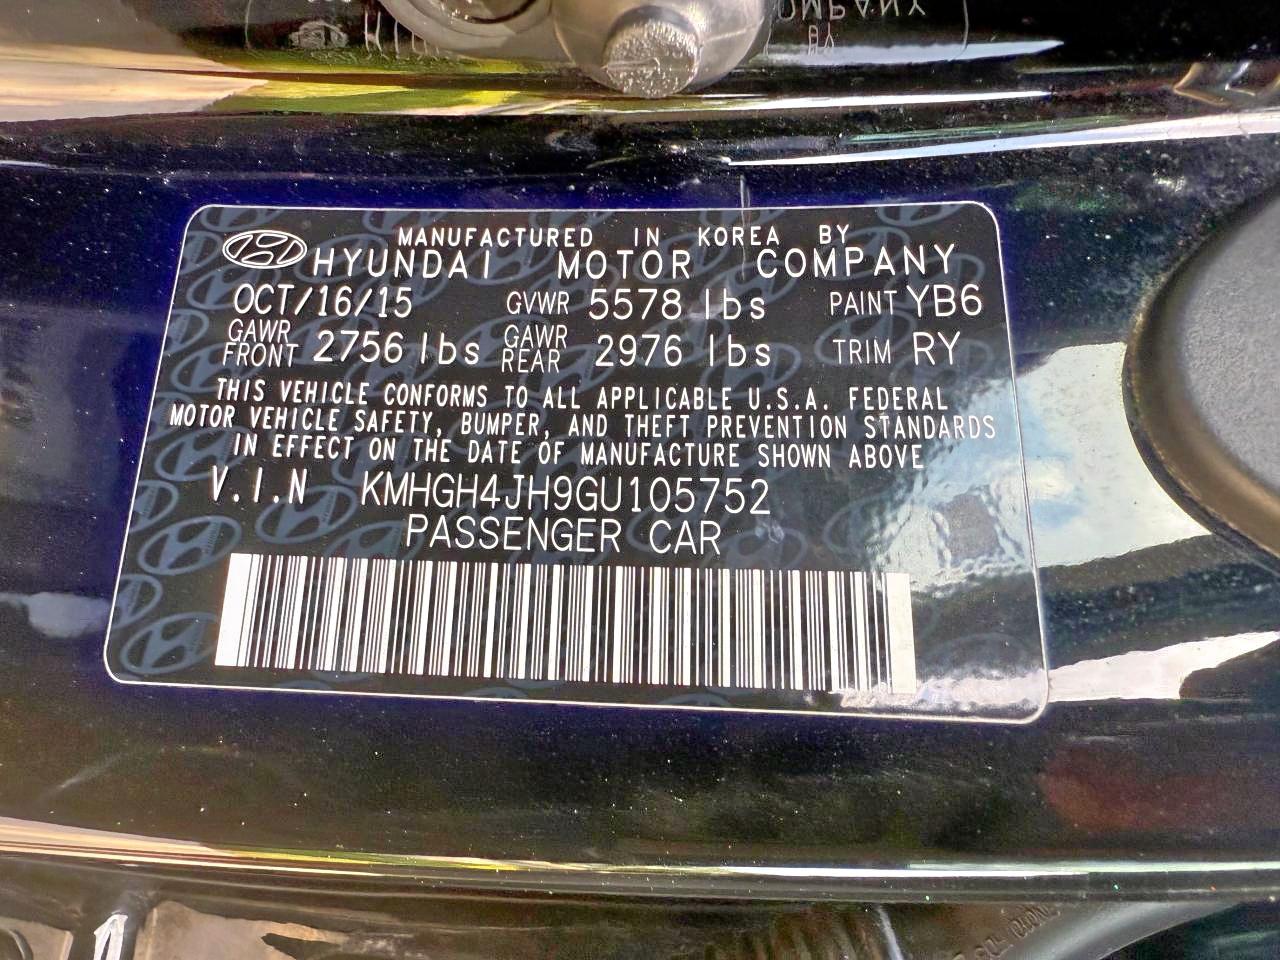 COMPANY
BY
MANUFACTURED IN KOREA BY
HYUNDAI MOTOR COMPANY
OCT/16/15 GVWR 5578 lbs PAINT YB6
GAWR FRONT 2756 lbs GAWR REAR 2976 lbs TRIM RY
THIS VEHICLE CONFORMS TO ALL APPLICABLE U.S.A. FEDERAL
MOTOR VEHICLE SAFETY, BUMPER, AND THEFT PREVENTION STANDARDS
IN EFFECT ON THE DATE OF MANUFACTURE SHOWN ABOVE
V.I.N KMHGH4JH9GU105752
PASSENGER CAR